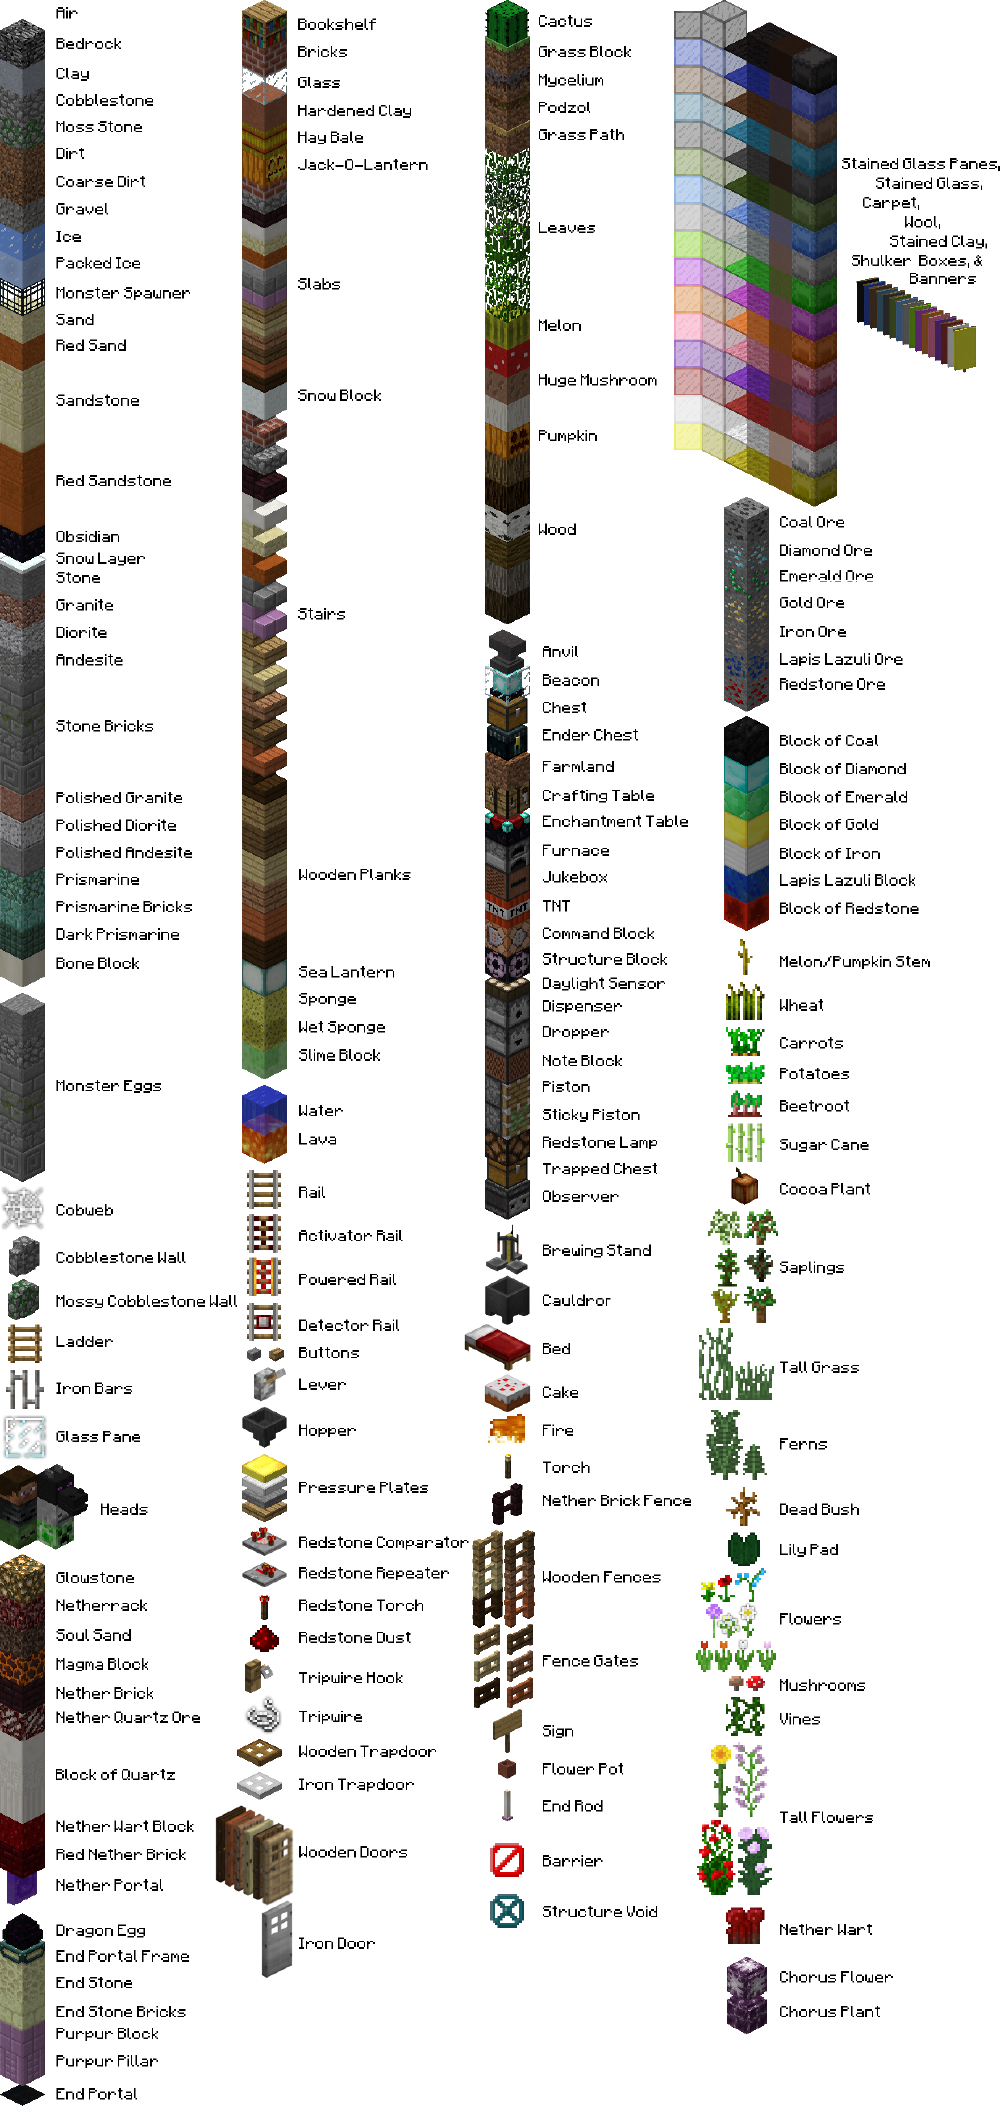 Air
Bedrock
Clay
Cobblestone
Moss Stone
Dirt
Coarse Dirt
Gravel
Ice
Packed Ice
Monster Spawner
Sand
Red Sand
Sandstone
Red Sandstone
Obsidian
Snow Layer
Stone
Granite
Diorite
Andesite
Stone Bricks
Polished Granite
Polished Diorite
Polished Andesite
Prismarine
Prismarine Bricks
Dark Prismarine
Bone Block
Monster Eggs
Cobweb
Cobblestone Wall
Mossy Cobblestone Wall
Ladder
Iron Bars
Glass Pane
Heads
Glowstone
Netherrack
Soul Sand
Magma Block
Nether Brick
Nether Quartz Ore
Block of Quartz
Nether Wart Block
Red Nether Brick
Nether Portal
Dragon Egg
End Portal Frame
End Stone
End Stone Bricks
Purpur Block
Purpur Pillar
End Portal
Bookshelf
Bricks
Glass
Hardened Clay
Hay Bale
Jack-O-Lantern
Slabs
Snow Block
Stairs
Wooden Planks
Sea Lantern
Sponge
Wet Sponge
Slime Block
Water
Lava
Rail
Activator Rail
Powered Rail
Detector Rail
Buttons
Lever
Hopper
Pressure Plates
Redstone Comparator
Redstone Repeater
Redstone Torch
Redstone Dust
Tripwire Hook
Tripwire
Wooden Trapdoor
Iron Trapdoor
Wooden Doors
Iron Door
Cactus
Grass Block
Mycelium
Podzol
Grass Path
Leaves
Melon
Huge Mushroom
Pumpkin
Wood
Anvil
Beacon
Chest
Ender Chest
Farmland
Crafting Table
Enchantment Table
Furnace
Jukebox
TNT TNT
TNT
Command Block
Structure Block
Daylight Sensor
Dispenser
Dropper
Note Block
Piston
Sticky Piston
Redstone Lamp
Trapped Chest
Observer
Brewing Stand
Cauldror
Bed
Cake
Fire
Torch
Nether Brick Fence
Wooden Fences
Fence Gates
Sign
Flower Pot
End Rod
Barrier
Structure Void
Stained Glass Panes,
Stained Glass,
Carpet,
Wool,
Stained Clay,
Shulker Boxes, &
Banners
Coal Ore
Diamond Ore
Emerald Ore
Gold Ore
Iron Ore
Lapis Lazuli Ore
Redstone Ore
Block of Coal
Block of Diamond
Block of Emerald
Block of Gold
Block of Iron
Lapis Lazuli Block
Block of Redstone
Melon/Pumpkin Stem
Wheat
Carrots
Potatoes
Beetroot
Sugar Cane
Cocoa Plant
Saplings
Tall Grass
Ferns
Dead Bush
Lily Pad
Flowers
Mushrooms
Vines
Tall Flowers
Nether Wart
Chorus Flower
Chorus Plant